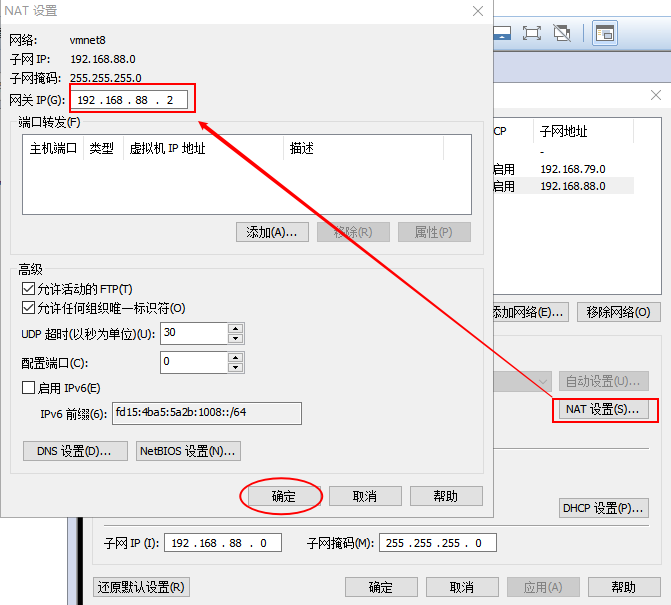 NAT 设置
网络: vmnet8
子网 IP: 192.168.88.0
子网掩码: 255.255.255.0
网关 IP(G): 192 . 168 . 88 . 2
端口转发(F)
主机端口 类型 虚拟机 IP 地址 描述
添加(A)... 移除(R) 属性(P)
高级
允许活动的 FTP(T)
允许任何组织唯一标识符(O)
UDP 超时(以秒为单位)(U): 30
配置端口(C): 0
启用 IPv6(E)
IPv6 前缀(6): fd15:4ba5:5a2b:1008::/64
DNS 设置(D)... NetBIOS 设置(N)...
确定 取消 帮助
CP 子网地址
-
启用 192.168.79.0
启用 192.168.88.0
添加网络(E)... 移除网络(O)
自动设置(U)...
NAT 设置(S)...
DHCP 设置(P)...
子网 IP (I): 192 . 168 . 88 . 0 子网掩码(M): 255 . 255 . 255 . 0
还原默认设置(R) 确定 取消 应用(A) 帮助